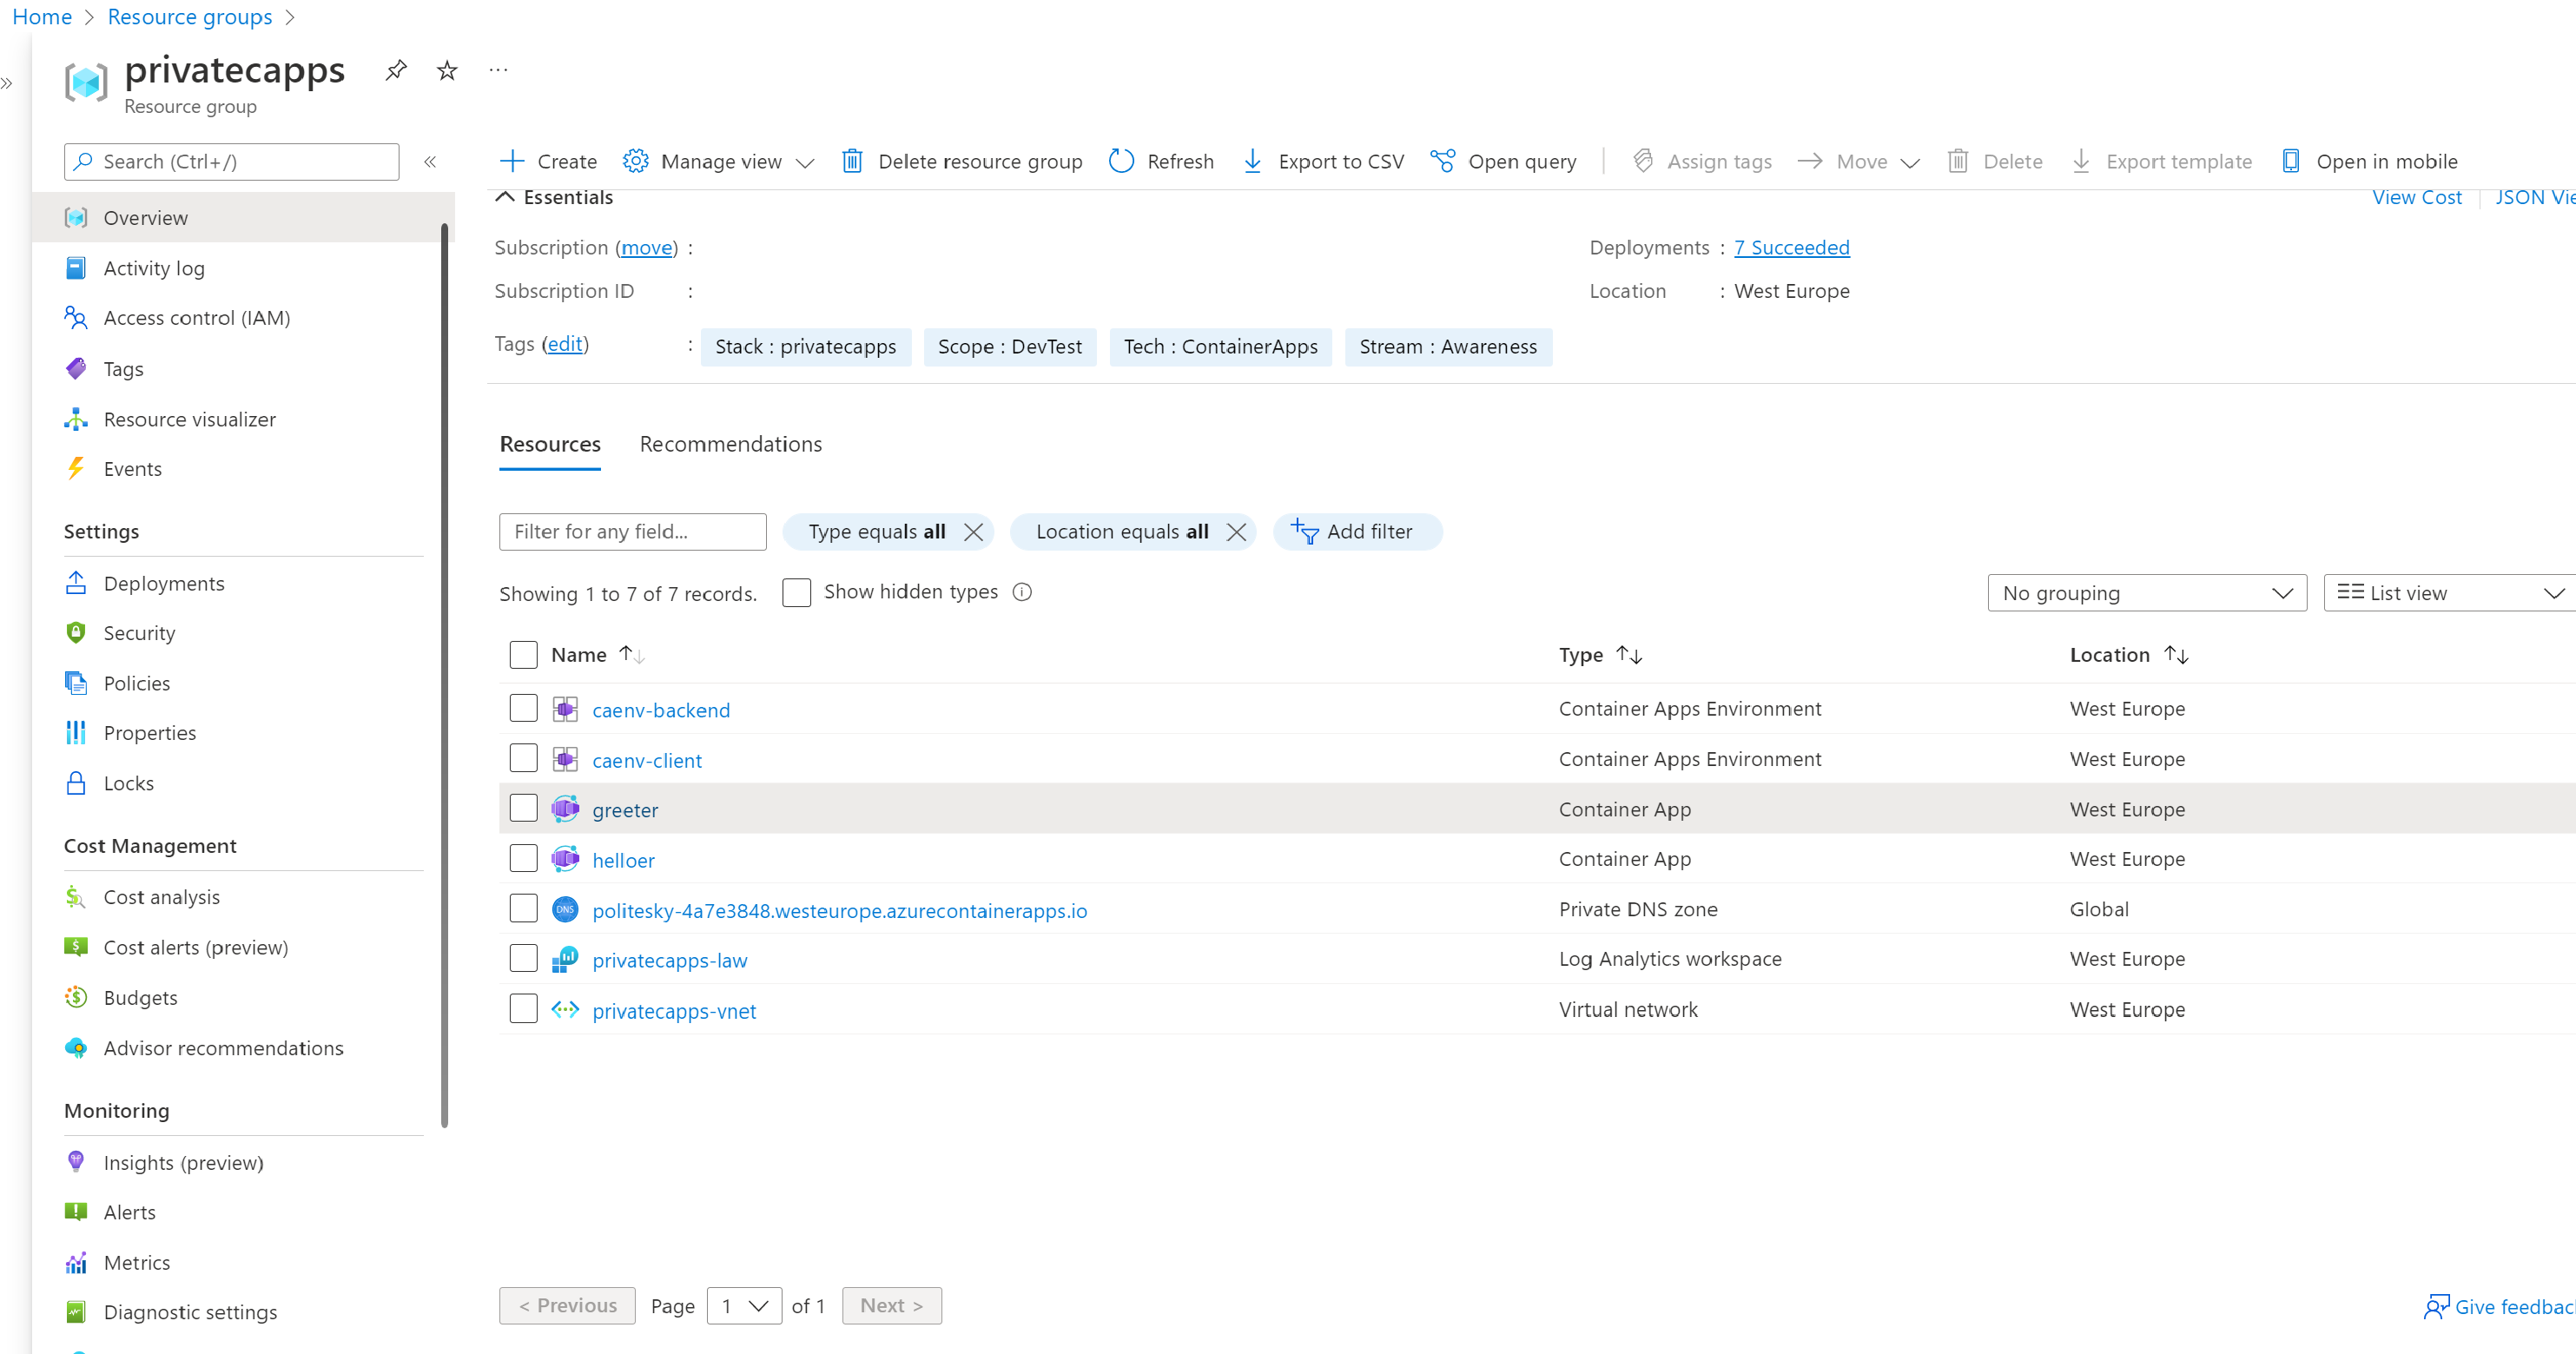 Home > Resource groups >
»
privatecapps ...
Resource group
Search (Ctrl+/) «
Create Manage view Delete resource group Refresh Export to CSV Open query Assign tags Move Delete Export template Open in mobile
Essentials View Cost JSON Vie
Subscription (move) : Deployments : 7 Succeeded
Subscription ID : Location : West Europe
Tags (edit) : Stack : privatecapps Scope : DevTest Tech : ContainerApps Stream : Awareness
Overview
Activity log
Access control (IAM)
Tags
Resource visualizer
Events
Settings
Deployments
Security
Policies
Properties
Locks
Cost Management
Cost analysis
Cost alerts (preview)
Budgets
Advisor recommendations
Monitoring
Insights (preview)
Alerts
Metrics
Diagnostic settings
Resources Recommendations
Filter for any field... Type equals all Location equals all Add filter
Showing 1 to 7 of 7 records. Show hidden types No grouping List view
Name Type Location
caenv-backend Container Apps Environment West Europe
caenv-client Container Apps Environment West Europe
greeter Container App West Europe
helloer Container App West Europe
DNS politesky-4a7e3848.westeurope.azurecontainerapps.io Private DNS zone Global
privatecapps-law Log Analytics workspace West Europe
privatecapps-vnet Virtual network West Europe
< Previous Page 1 of 1 Next >
Give feedbac